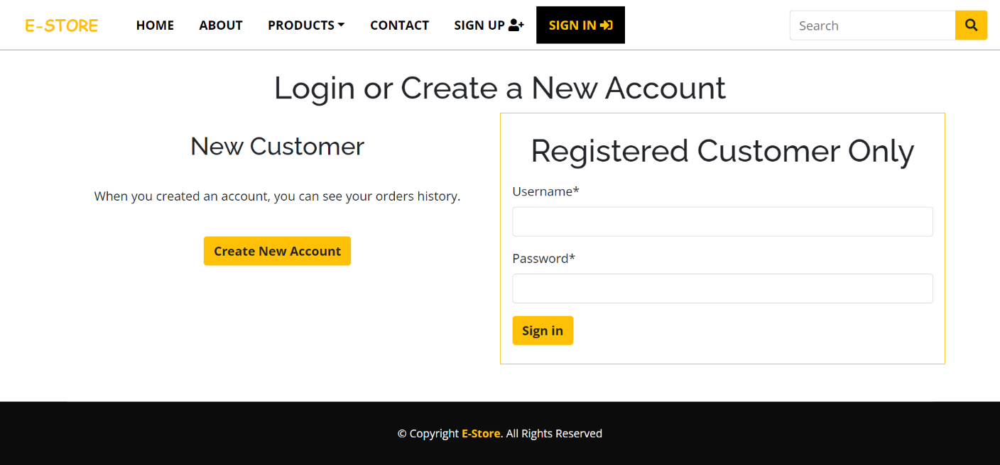 E-STORE HOME ABOUT PRODUCTS CONTACT SIGN UP SIGN IN Search
Login or Create a New Account
New Customer
When you created an account, you can see your orders history.
Create New Account
Registered Customer Only
Username*
Password*
Sign in
© Copyright E-Store. All Rights Reserved